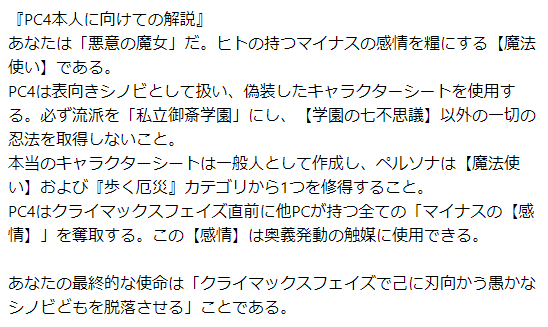 『PC4本人に向けての解説』
あなたは「悪意の魔女」だ。ヒトの持つマイナスの感情を糧にする【魔法
使い】である。
PC4は表向きシノビとして扱い、偽装したキャラクターシートを使用す
る。必ず流派を「私立御斎学園」にし、【学園の七不思議】以外の一切の
忍法を取得しないこと。
本当のキャラクターシートは一般人として作成し、ペルソナは【魔法使
い】および『歩く厄災』カテゴリから1つを修得すること。
PC4はクライマックスフェイズ直前に他PCが持つ全ての「マイナスの【感
情】」を奪取する。この【感情】は奥義発動の触媒に使用できる。

あなたの最終的な使命は「クライマックスフェイズで己に刃向かう愚かな
シノビどもを脱落させる」ことである。